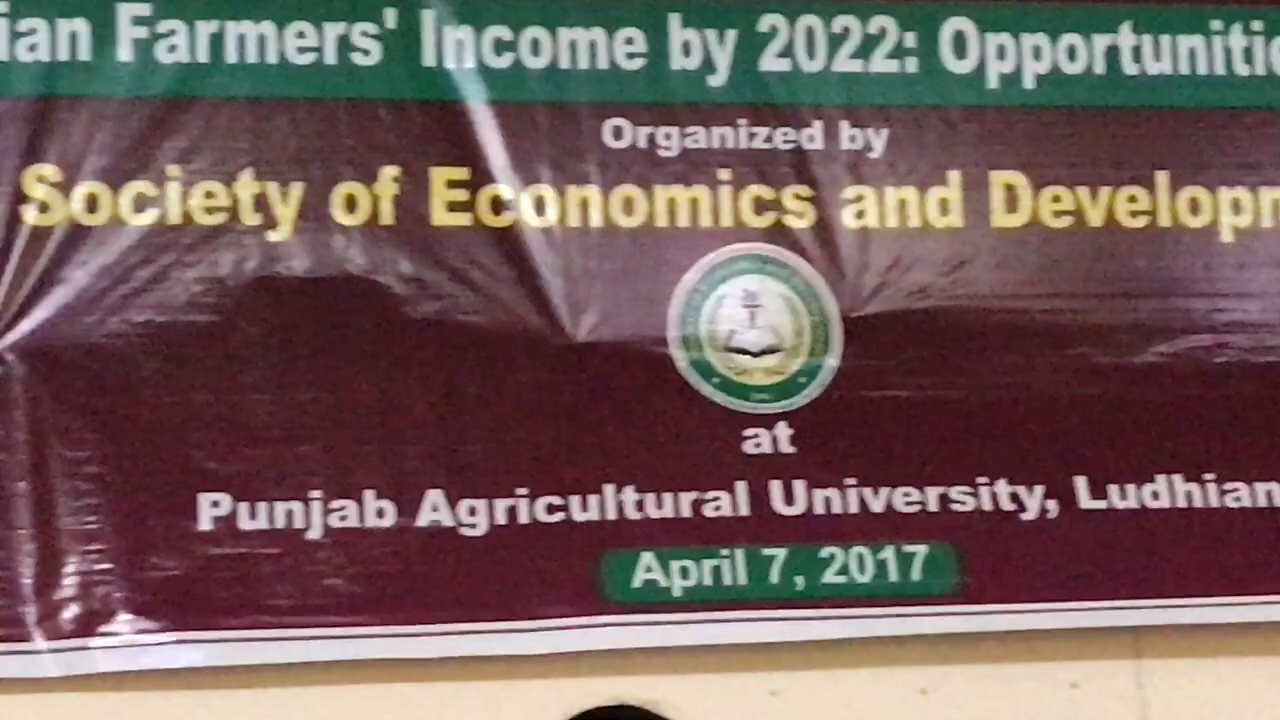 ian Farmers' Income by 2022: Opportunitie
Organized by
Society of Economics and Developm
at
Punjab Agricultural University, Ludhian
April 7, 2017